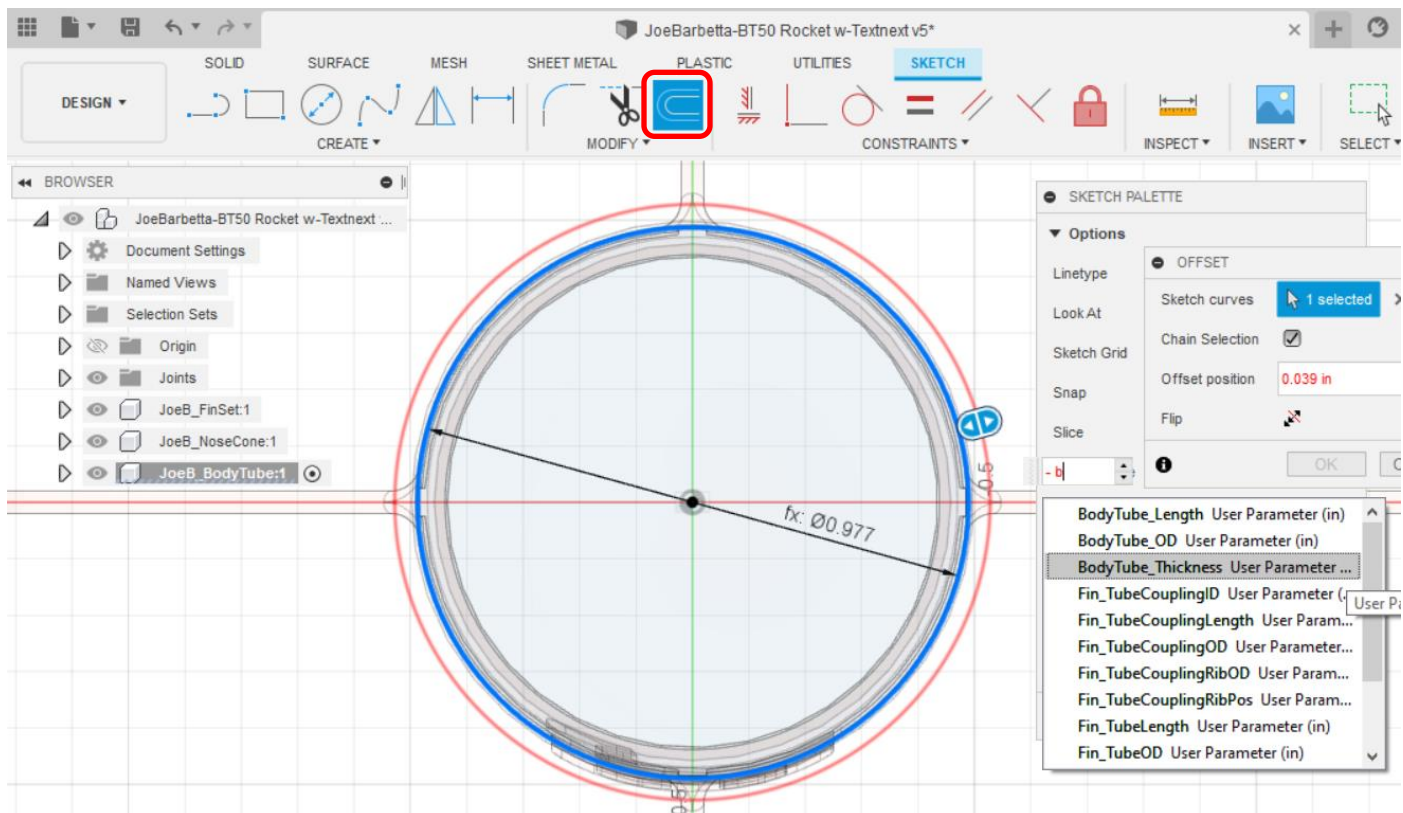 JoeBarbetta-BT50 Rocket w-Textnext v5*
SOLID SURFACE MESH SHEET METAL PLASTIC UTILITIES SKETCH
DESIGN
CREATE MODIFY CONSTRAINTS INSPECT INSERT SELECT
BROWSER
JoeBarbetta-BT50 Rocket w-Textnext ...
Document Settings
Named Views
Selection Sets
Origin
Joints
JoeB_FinSet:1
JoeB_NoseCone:1
JoeB_BodyTube:1
fx: Ø0.977
-0.5
SKETCH PALETTE
Options
Linetype
Look At
Sketch Grid
Snap
Slice
OFFSET
Sketch curves 1 selected
Chain Selection
Offset position 0.039 in
Flip
OK
- b
BodyTube_Length User Parameter (in)
BodyTube_OD User Parameter (in)
BodyTube_Thickness User Parameter ...
Fin_TubeCouplingID User Parameter (.
User Pa
Fin_TubeCouplingLength User Param...
Fin_TubeCouplingOD User Parameter...
Fin_TubeCouplingRibOD User Param...
Fin_TubeCouplingRibPos User Param...
Fin_TubeLength User Parameter (in)
Fin_TubeOD User Parameter (in)